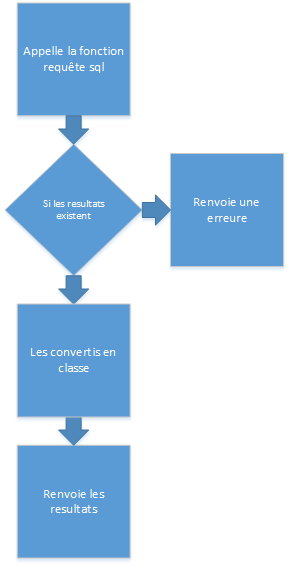 Appelle la fonction
requête sql
Si les resultats
existent
Renvoie une
erreure
Les convertis en
classe
Renvoie les
resultats